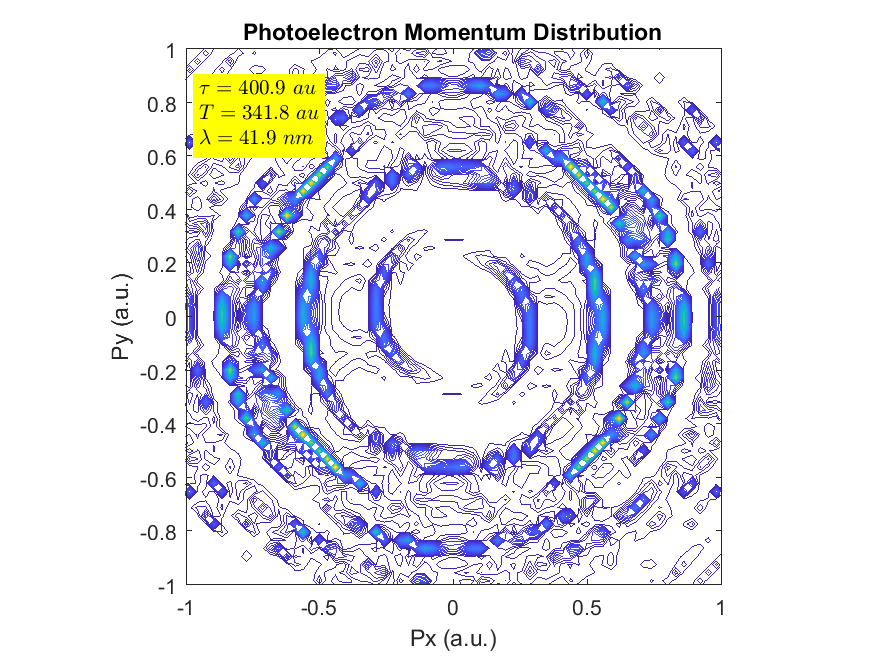 Photoelectron Momentum Distribution
τ = 400.9 au
T = 341.8 au
λ = 41.9 nm
1
0.8
0.6
0.4
0.2
0
-0.2
-0.4
-0.6
-0.8
-1
Py (a.u.)
-1
-0.5
0
0.5
1
Px (a.u.)